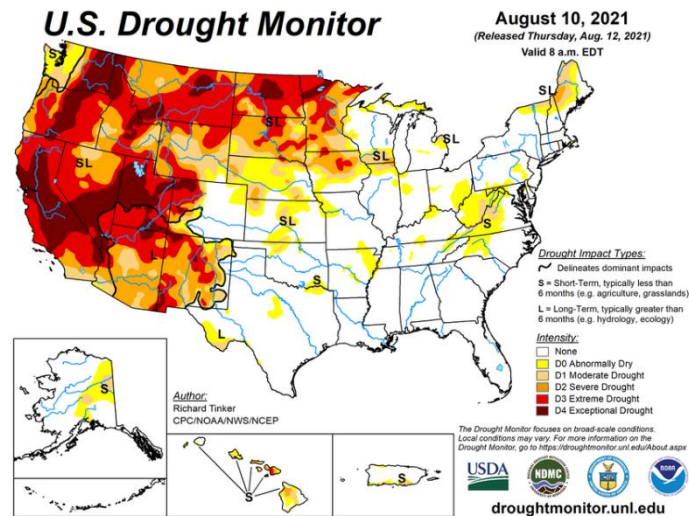 U.S. Drought Monitor
August 10, 2021
(Released Thursday, Aug. 12, 2021)
Valid 8 a.m. EDT
S
SL
SL
SL
SL
SL
SL
S
S
L
Drought Impact Types:
Delineates dominant impacts
S = Short-Term, typically less than
6 months (e.g. agriculture, grasslands)
L = Long-Term, typically greater than
6 months (e.g. hydrology, ecology)
Intensity:
None
D0 Abnormally Dry
D1 Moderate Drought
D2 Severe Drought
D3 Extreme Drought
D4 Exceptional Drought
S
Author:
Richard Tinker
CPC/NOAA/NWS/NCEP
S
S
The Drought Monitor focuses on broad-scale conditions.
Local conditions may vary. For more information on the
Drought Monitor, go to https://droughtmonitor.unl.edu/About.aspx
USDA
NDMC
NOAA
droughtmonitor.unl.edu